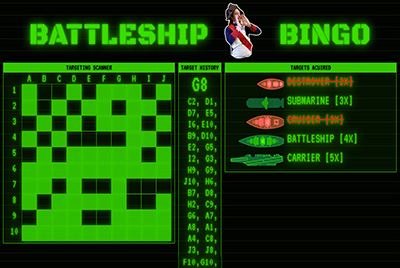 BATTLESHIP BINGO
TARGETING SCANNER
TARGET HISTORY
TARGETS ACUIRED
A B C D E F G H I J
1
2
3
4
5
6
7
8
9
10
G8
C2, D1,
D7, E5,
I6, E10,
B9, D10,
E2, G5,
I2, G3,
H9, G9,
J10, H6,
B7, D8,
H2, C9,
G6, A7,
A8, A1,
A4, C8,
J3, J8,
F10, G10,
DESTROYER [2X]
SUBMARINE [3X]
CRUISER [3X]
BATTLESHIP [4X]
CARRIER [5X]